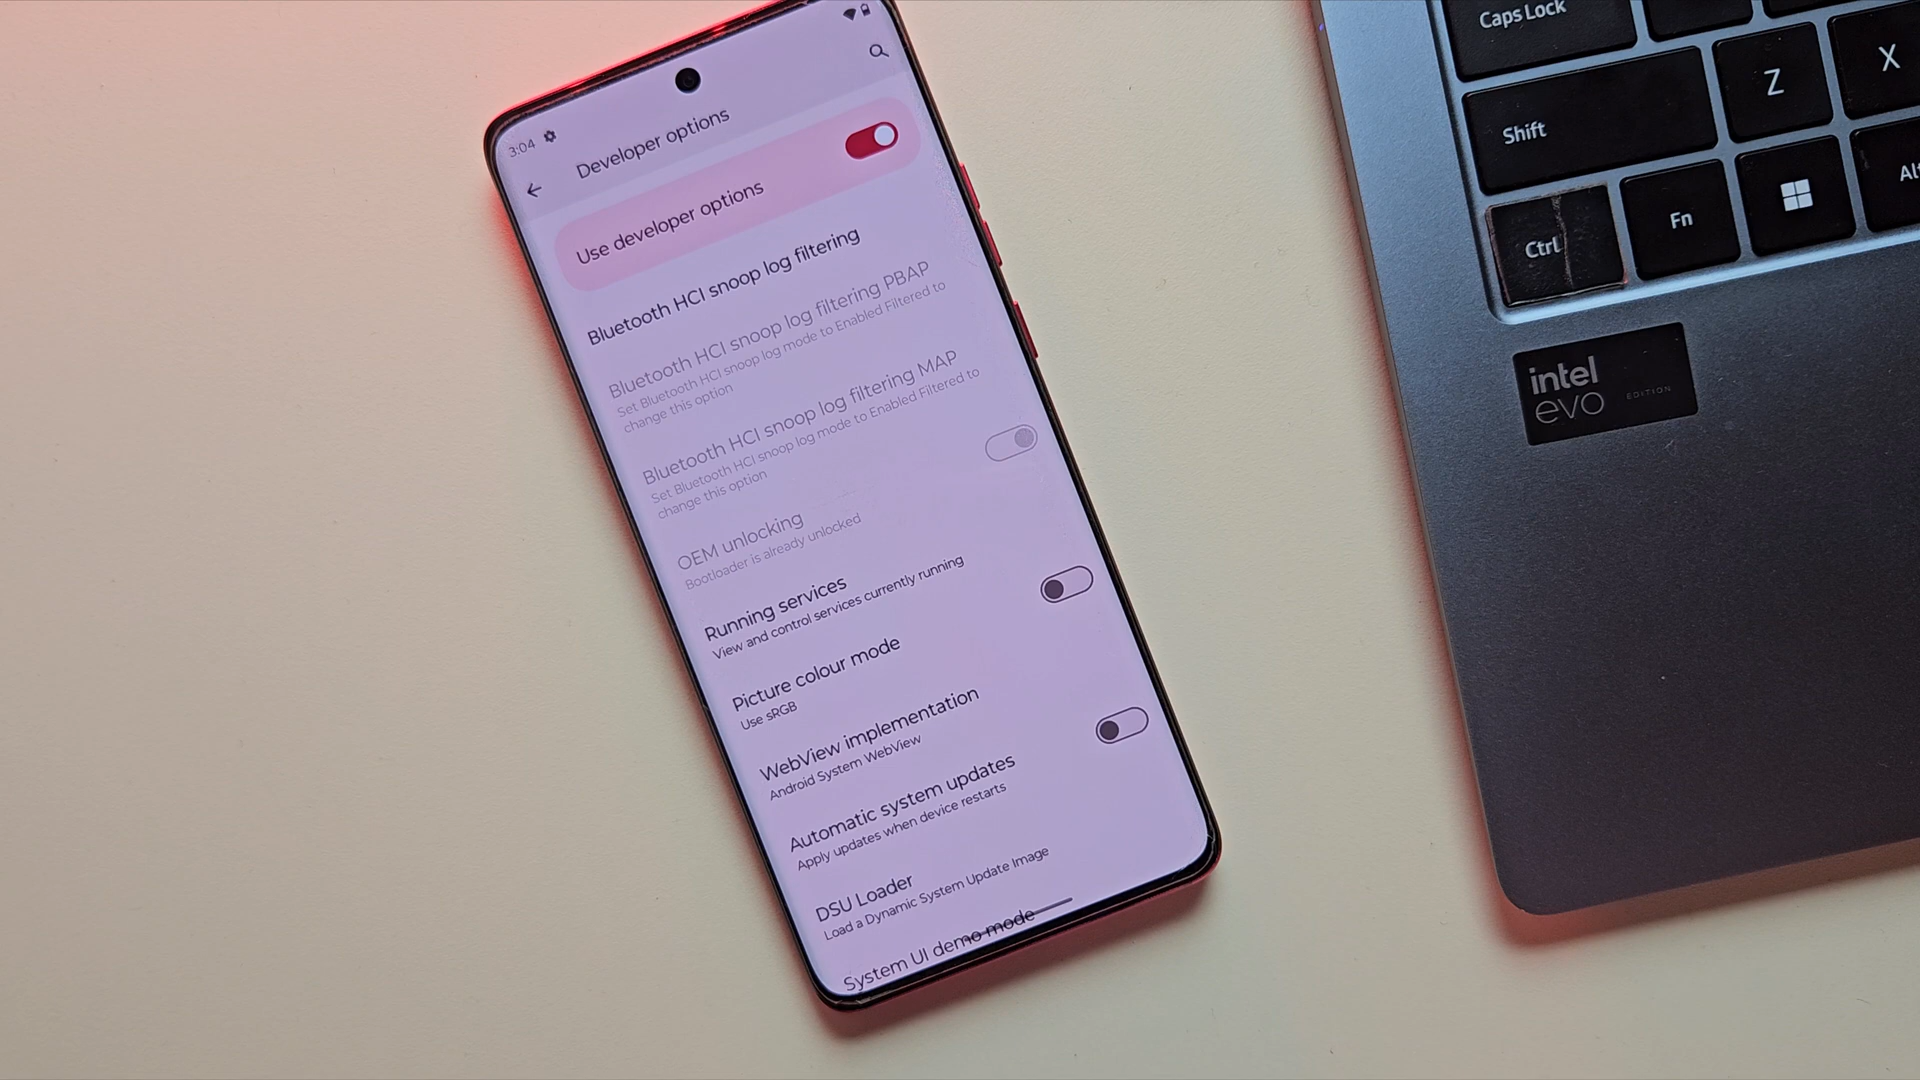 3:04
Developer options
Use developer options
Bluetooth HCI snoop log filtering
Bluetooth HCI snoop log filtering PBAP
Set Bluetooth HCI snoop log mode to Enabled Filtered to
change this option
Bluetooth HCI snoop log filtering MAP
Set Bluetooth HCI snoop log mode to Enabled Filtered to
change this option
OEM unlocking
Bootloader is already unlocked
Running services
View and control services currently running
Picture colour mode
Use sRGB
WebView implementation
Android System WebView
Automatic system updates
Apply updates when device restarts
DSU Loader
Load a Dynamic System Update Image
System UI demo mode
Caps Lock
Shift
Z
X
Ctrl
Fn
Alt
intel
evo
EDITION